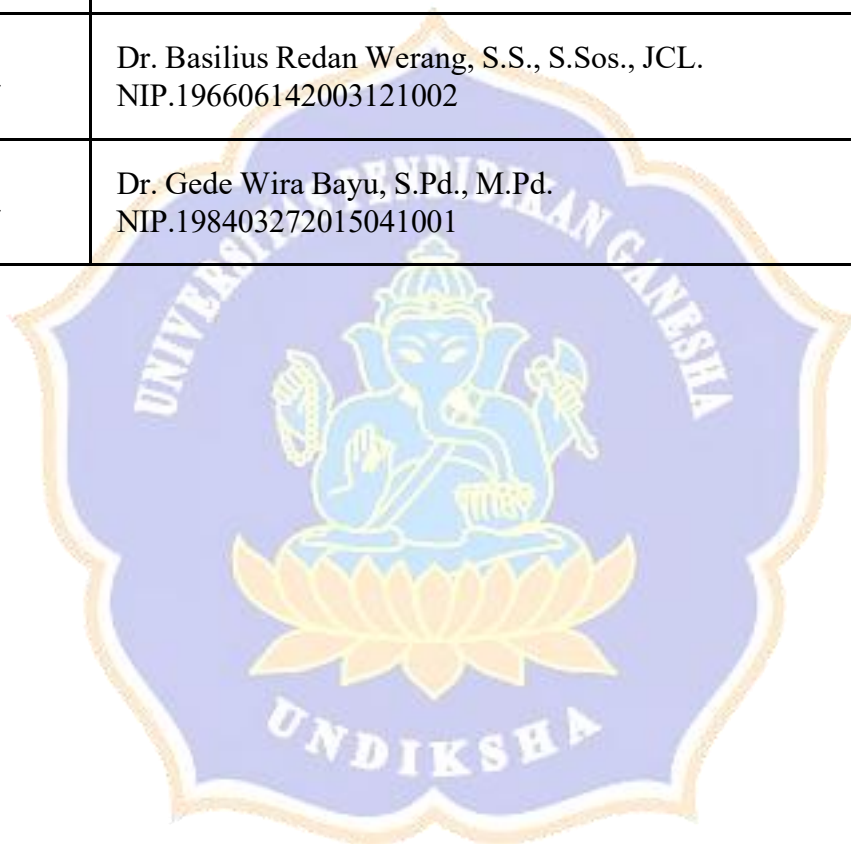 Dr. Basilius Redan Werang, S.S., S.Sos., JCL.
NIP.196606142003121002
Dr. Gede Wira Bayu, S.Pd., M.Pd.
NIP.198403272015041001
UNIVERSITAS PENDIDIKAN GANESHA
UNDIKSHA